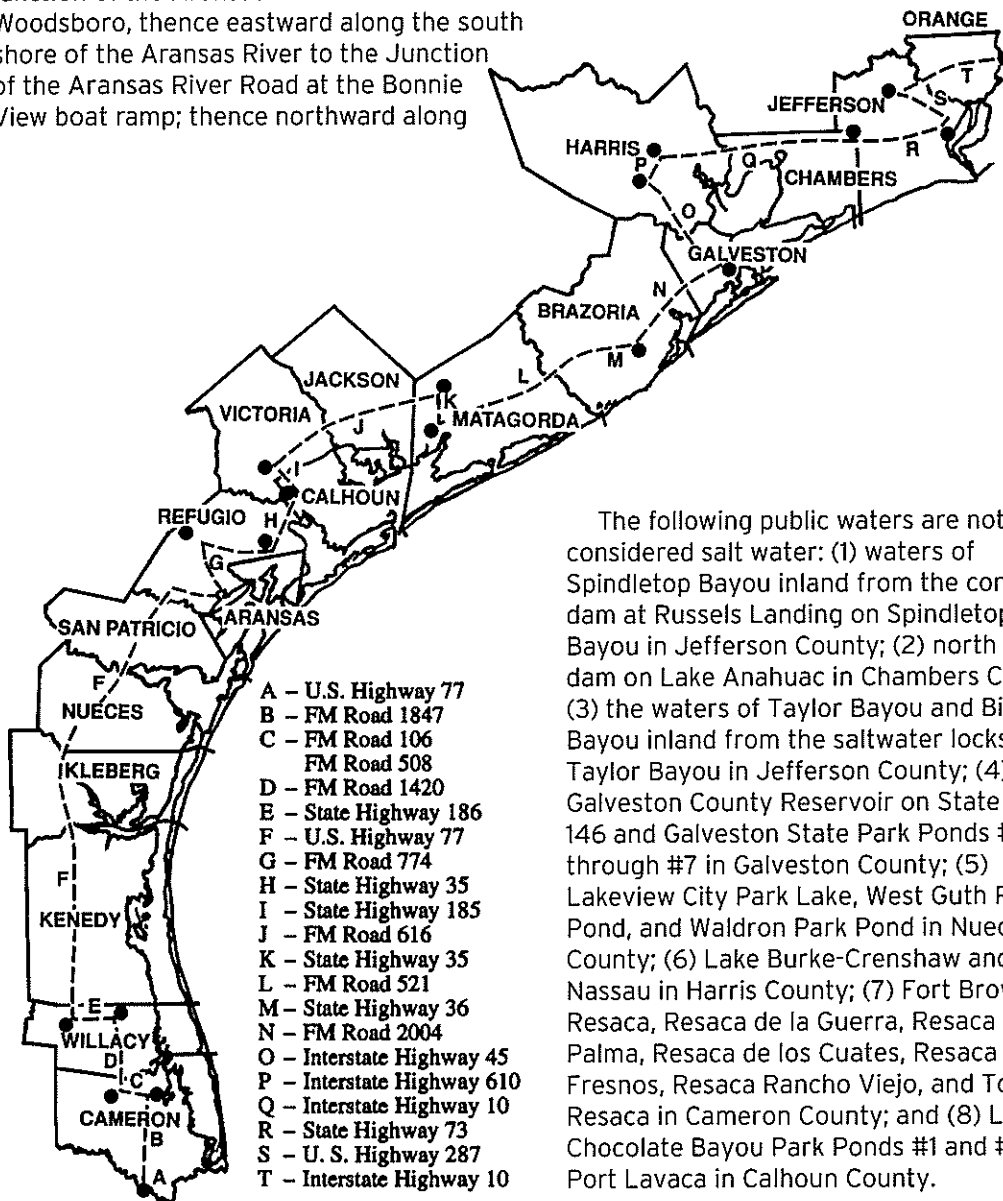 Woodsboro, thence eastward along the south
shore of the Aransas River to the Junction
of the Aransas River Road at the Bonnie
View boat ramp; thence northward along
ORANGE
T
JEFFERSON
S
HARRIS
P
Q
R
CHAMBERS
O
GALVESTON
N
BRAZORIA
M
L
JACKSON
K
VICTORIA
J
MATAGORDA
I
CALHOUN
REFUGIO
H
G
ARANSAS
SAN PATRICIO
F
NUECES
KLEBERG
F
KENEDY
E
WILLACY
D
C
CAMERON
B
A
A – U.S. Highway 77
B – FM Road 1847
C – FM Road 106
FM Road 508
D – FM Road 1420
E – State Highway 186
F – U.S. Highway 77
G – FM Road 774
H – State Highway 35
I – State Highway 185
J – FM Road 616
K – State Highway 35
L – FM Road 521
M – State Highway 36
N – FM Road 2004
O – Interstate Highway 45
P – Interstate Highway 610
Q – Interstate Highway 10
R – State Highway 73
S – U. S. Highway 287
T – Interstate Highway 10
The following public waters are not
considered salt water: (1) waters of
Spindletop Bayou inland from the con
dam at Russels Landing on Spindletop
Bayou in Jefferson County; (2) north
dam on Lake Anahuac in Chambers C
(3) the waters of Taylor Bayou and Bi
Bayou inland from the saltwater locks
Taylor Bayou in Jefferson County; (4)
Galveston County Reservoir on State
146 and Galveston State Park Ponds #
through #7 in Galveston County; (5)
Lakeview City Park Lake, West Guth P
Pond, and Waldron Park Pond in Nuec
County; (6) Lake Burke-Crenshaw and
Nassau in Harris County; (7) Fort Brow
Resaca, Resaca de la Guerra, Resaca
Palma, Resaca de los Cuates, Resaca
Fresnos, Resaca Rancho Viejo, and To
Resaca in Cameron County; and (8) L
Chocolate Bayou Park Ponds #1 and #
Port Lavaca in Calhoun County.